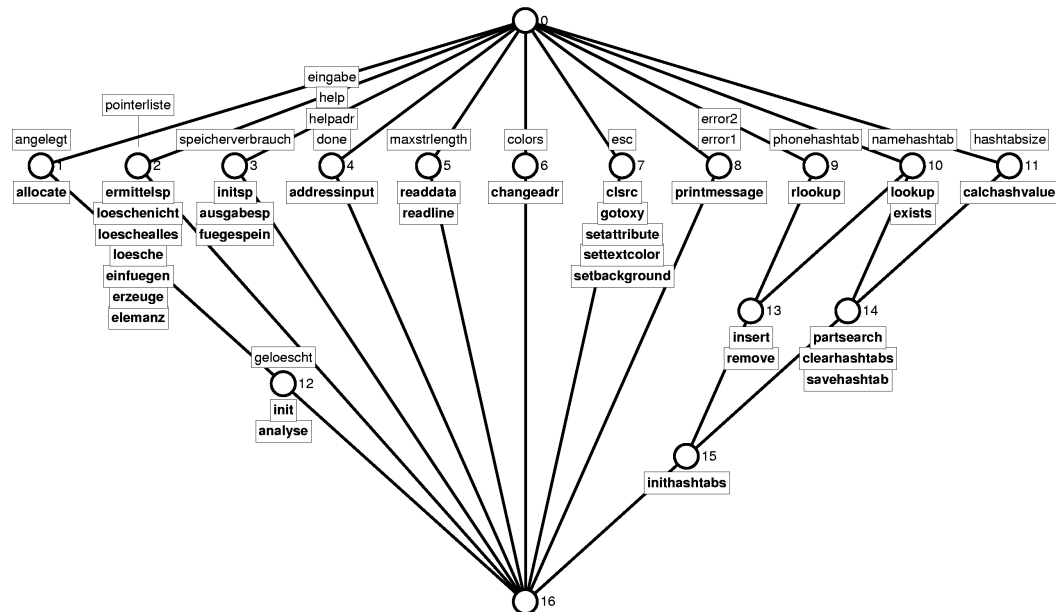 0
eingabe
help
pointerliste
helpadr
error2
angelegt
speicherverbrauch
done
maxstrlength
colors
esc
error1
phonehashtab
namehashtab
hashtabsize
1
2
3
4
5
6
7
8
9
10
11
allocate
ermittelsp
loeschenicht
loeschealles
loesche
einfuegen
erzeuge
elemanz
initsp
ausgabesp
fuegespein
addressinput
readdata
readline
changeadr
clsrc
gotoxy
setattribute
settextcolor
setbackground
printmessage
rlookup
lookup
exists
calchashvalue
13
insert
remove
14
partsearch
clearhashtabs
savehashtab
geloescht
12
init
analyse
15
inithashtabs
16